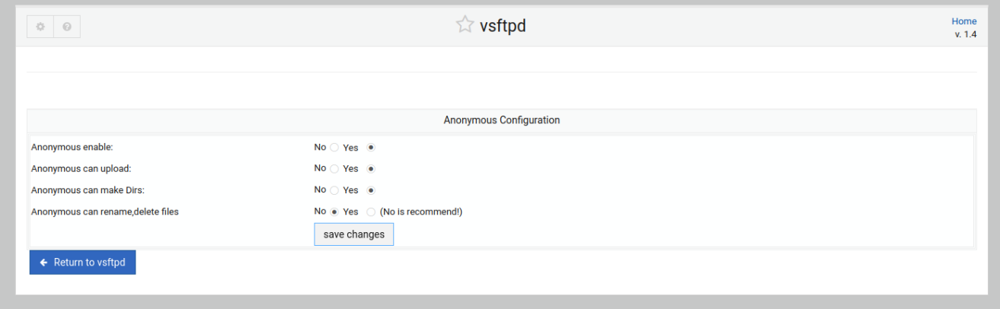 vsftpd
Home
v. 1.4
Anonymous Configuration
Anonymous enable: No Yes
Anonymous can upload: No Yes
Anonymous can make Dirs: No Yes
Anonymous can rename,delete files No Yes (No is recommend!)
save changes
Return to vsftpd